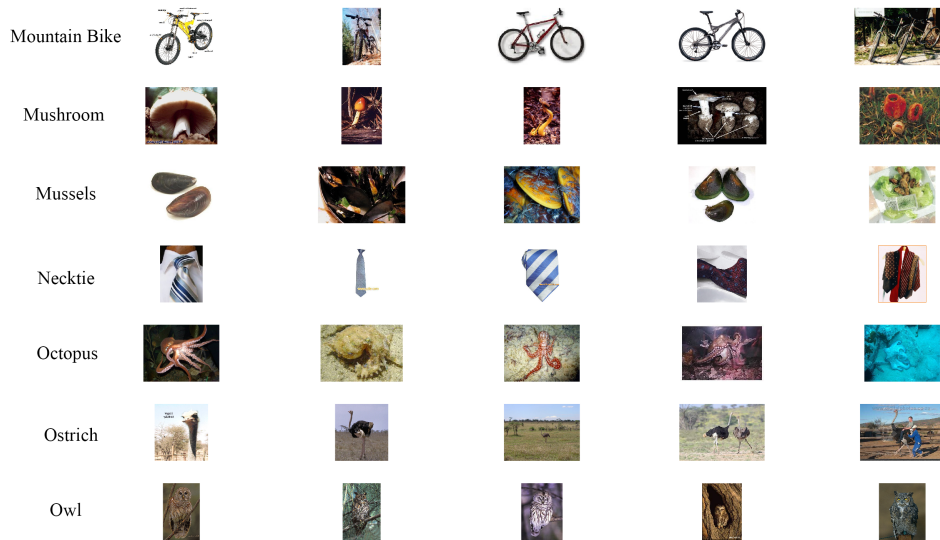 Mountain Bike
Mushroom
Mussels
Necktie
Octopus
Ostrich
Owl